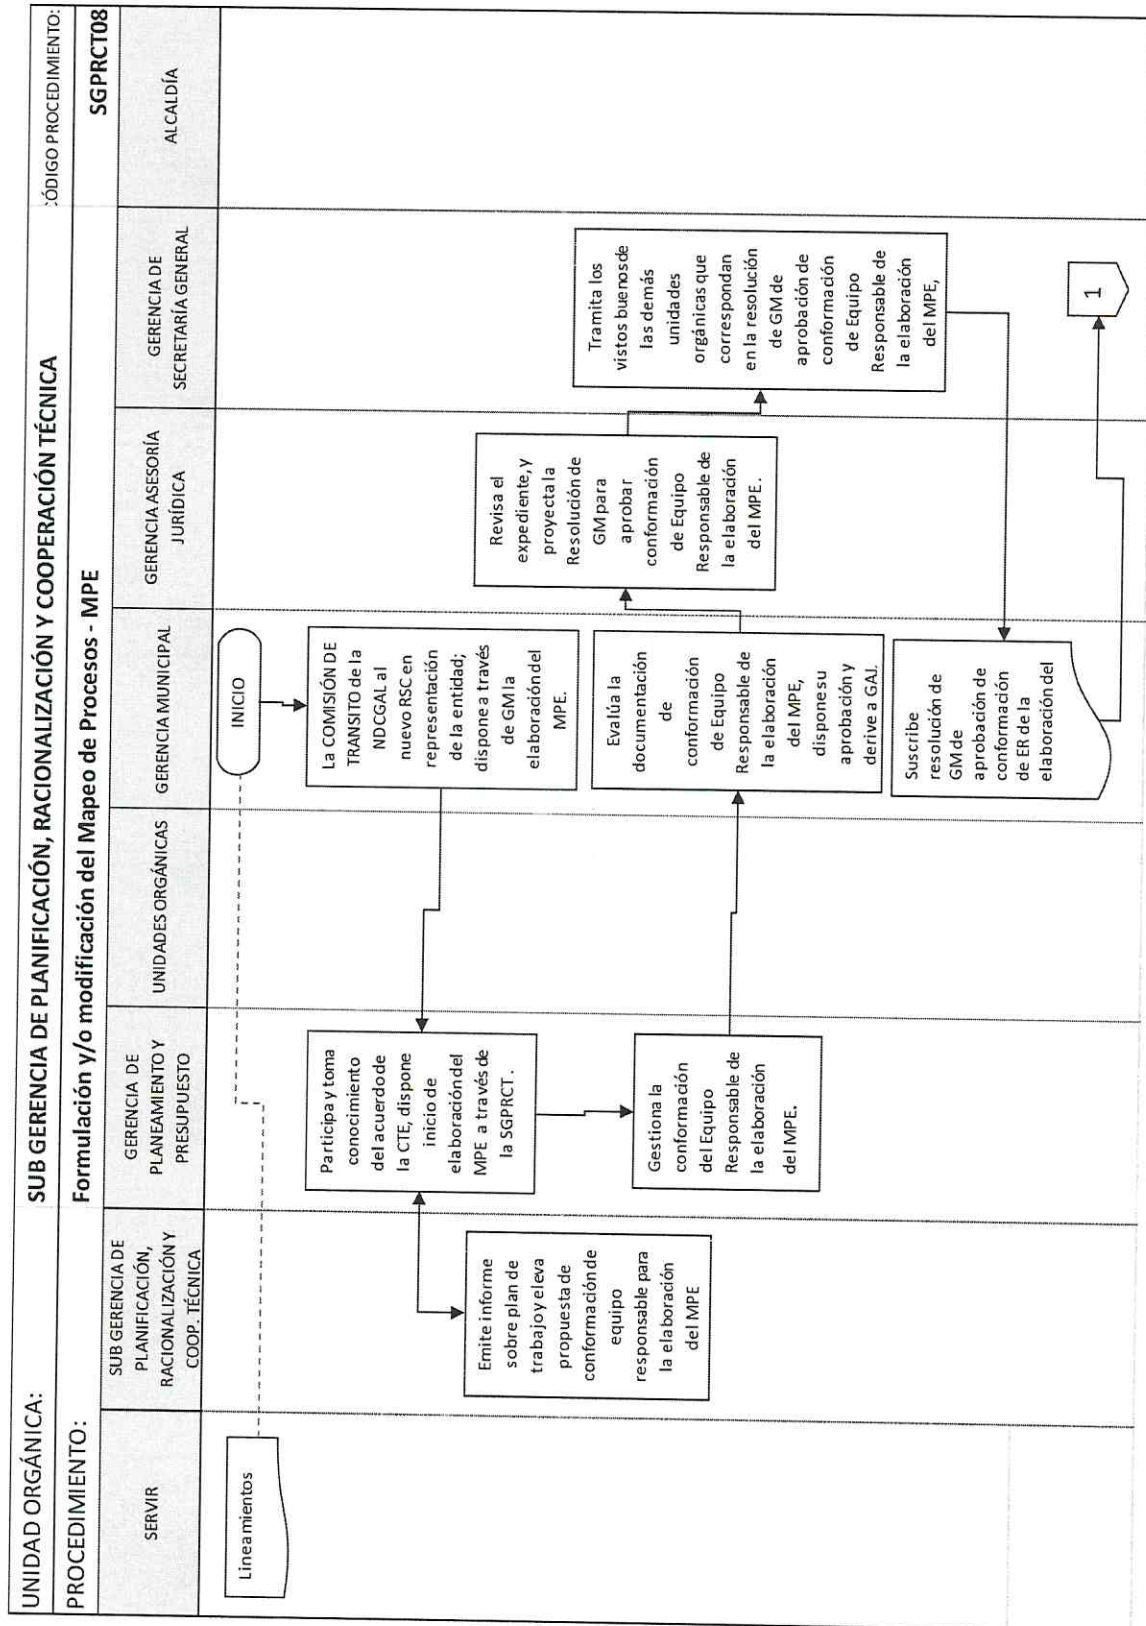 UNIDAD ORGÁNICA:
SUB GERENCIA DE PLANIFICACIÓN, RACIONALIZACIÓN Y COOPERACIÓN TÉCNICA
CÓDIGO PROCEDIMIENTO:
PROCEDIMIENTO:
Formulación y/o modificación del Mapeo de Procesos - MPE
SGPRCT08
SERVIR
SUB GERENCIA DE
PLANIFICACIÓN,
RACIONALIZACIÓN Y
COOP. TÉCNICA
GERENCIA DE
PLANEAMIENTO Y
PRESUPUESTO
UNIDADES ORGÁNICAS
GERENCIA MUNICIPAL
GERENCIA ASESORÍA
JURÍDICA
GERENCIA DE
SECRETARÍA GENERAL
ALCALDÍA
Lineamientos
INICIO
La COMISIÓN DE
TRANSITO de la
NDCGAL al
nuevo RSC en
representación
de la entidad;
dispone a través
de GM la
elaboración del
MPE.
Participa y toma
conocimiento
del acuerdo de
la CTE, dispone
inicio de
elaboración del
MPE a través de
la SGPRCT.
Emite informe
sobre plan de
trabajo y eleva
propuesta de
conformación de
equipo
responsable para
la elaboración
del MPE
Gestiona la
conformación
del Equipo
Responsable de
la elaboración
del MPE.
Evalúa la
documentación
de
conformación
de Equipo
Responsable de
la elaboración
del MPE,
dispone su
aprobación y
derive a GAJ.
Revisa el
expediente, y
proyecta la
Resolución de
GM para
aprobar
conformación
de Equipo
Responsable de
la elaboración
del MPE.
Tramita los
vistos buenos de
las demás
unidades
orgánicas que
correspondan
en la resolución
de GM de
aprobación de
conformación
de Equipo
Responsable de
la elaboración
del MPE,
Suscribe
resolución de
GM de
aprobación de
conformación
de ER de la
elaboración del
1